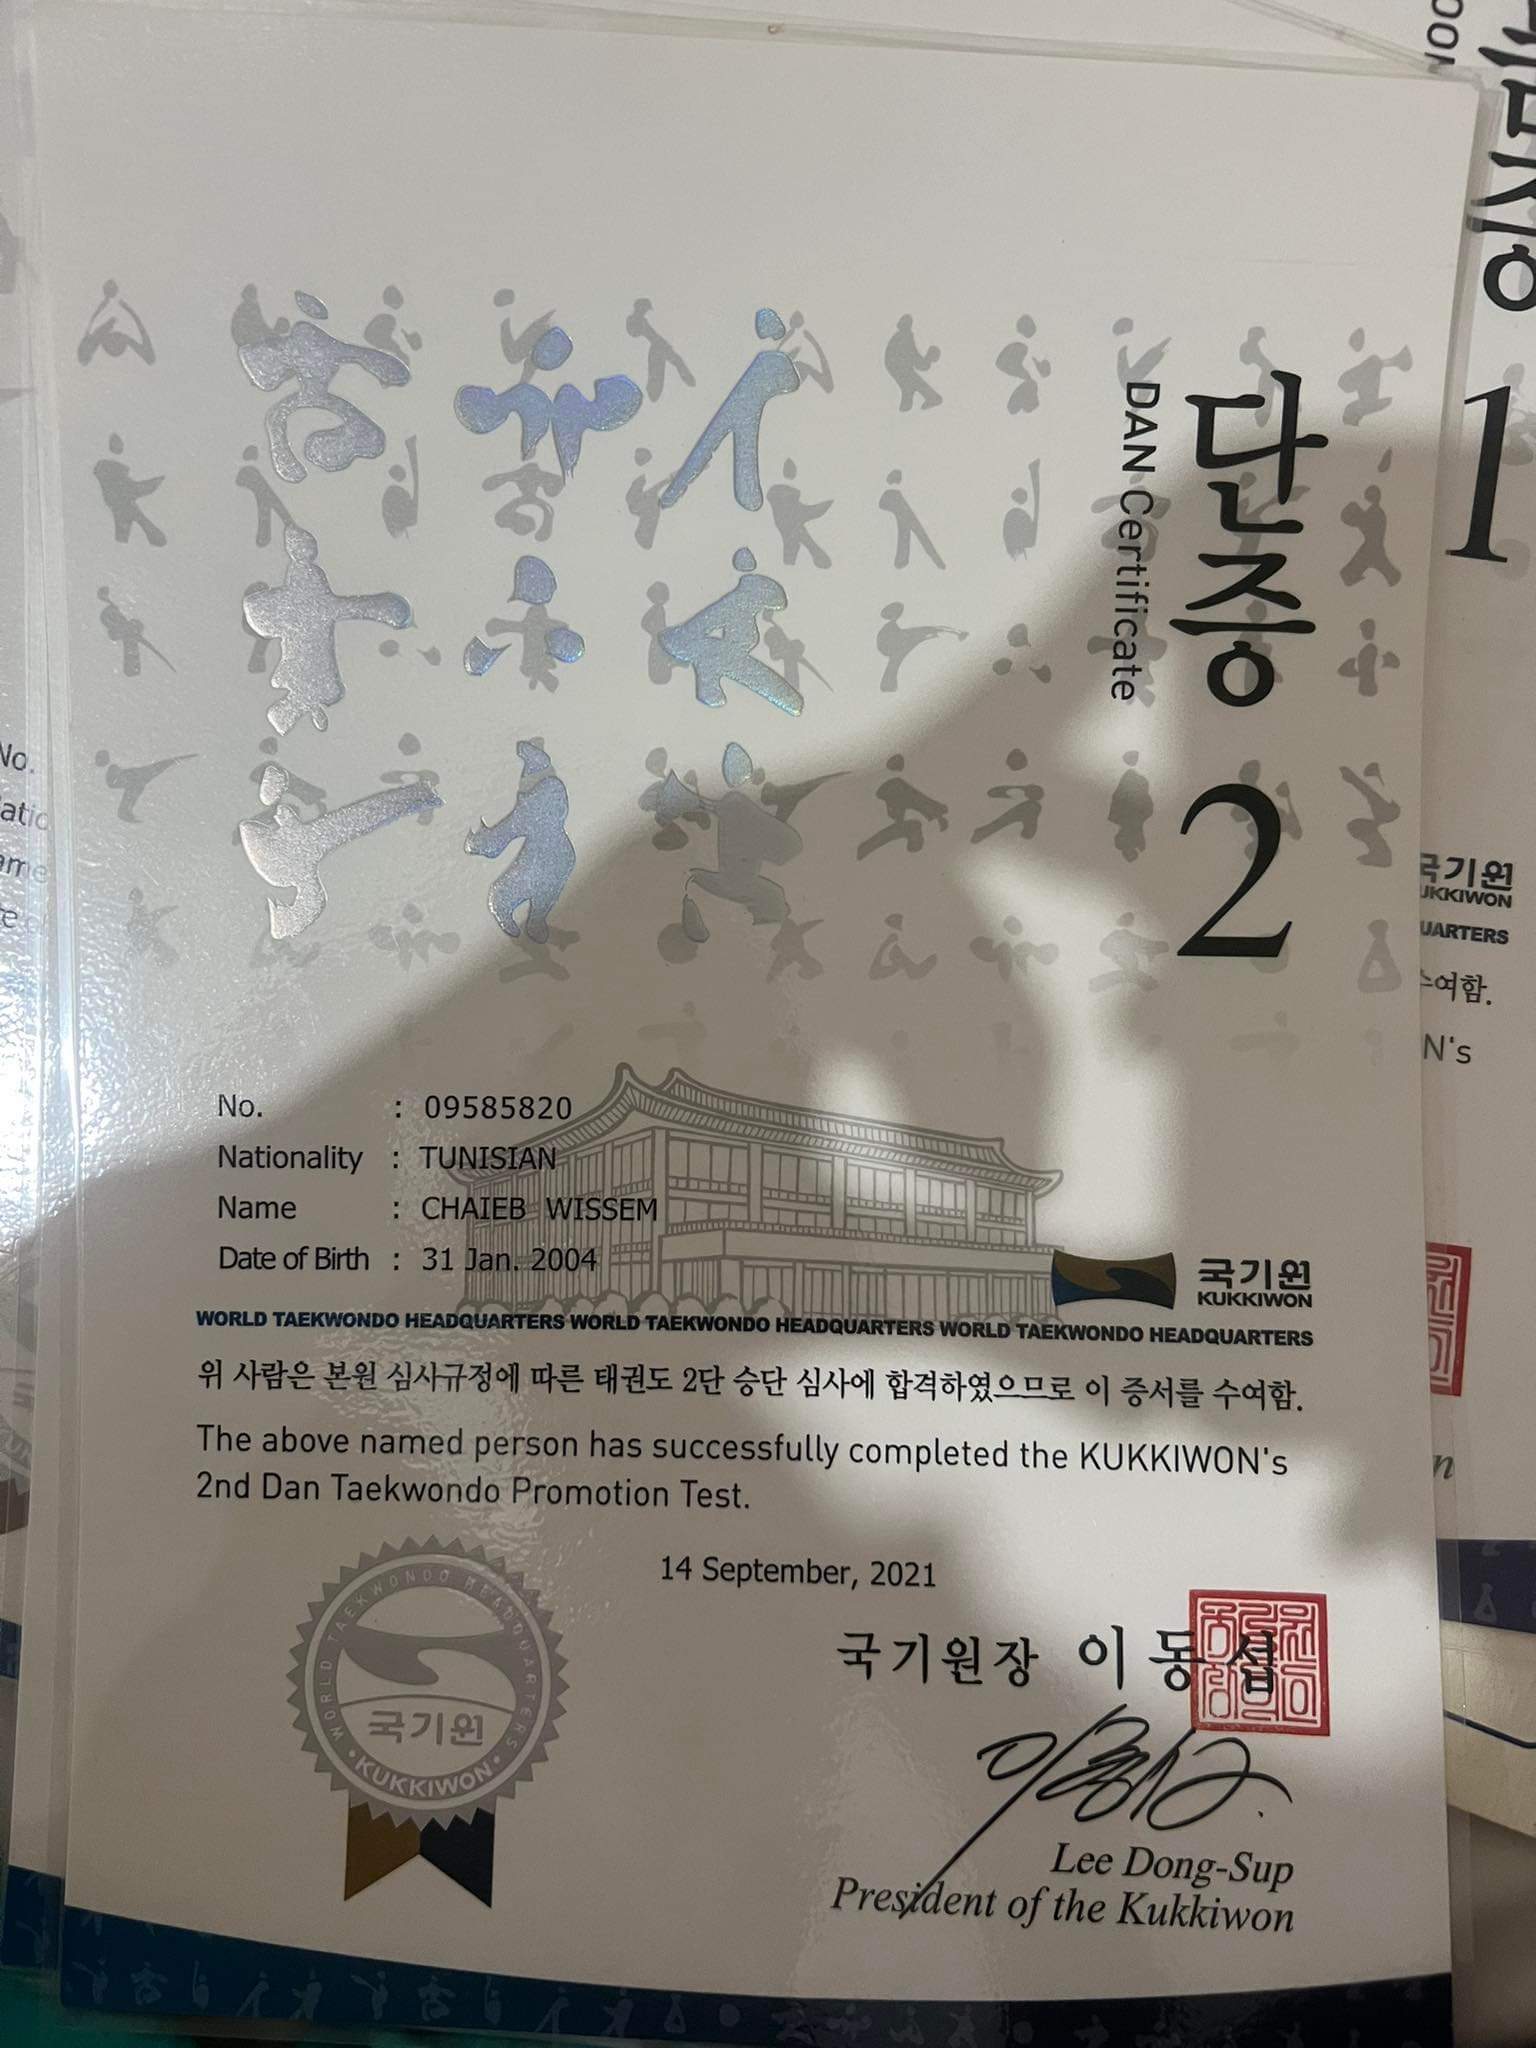 단증 2
DAN Certificate
No. : 09585820
Nationality : TUNISIAN
Name : CHAIEB WISSEM
Date of Birth : 31 Jan. 2004
국기원
KUKKIWON
WORLD TAEKWONDO HEADQUARTERS WORLD TAEKWONDO HEADQUARTERS WORLD TAEKWONDO HEADQUARTERS
위 사람은 본원 심사규정에 따른 태권도 2단 승단 심사에 합격하였으므로 이 증서를 수여함.
The above named person has successfully completed the KUKKIWON's
2nd Dan Taekwondo Promotion Test.
14 September, 2021
WORLD TAEKWONDO HEADQUARTERS
국기원
KUKKIWON
국기원장 이동섭
Lee Dong-Sup
President of the Kukkiwon
1
국기원
KUKKIWON
수여함.
N's
No.